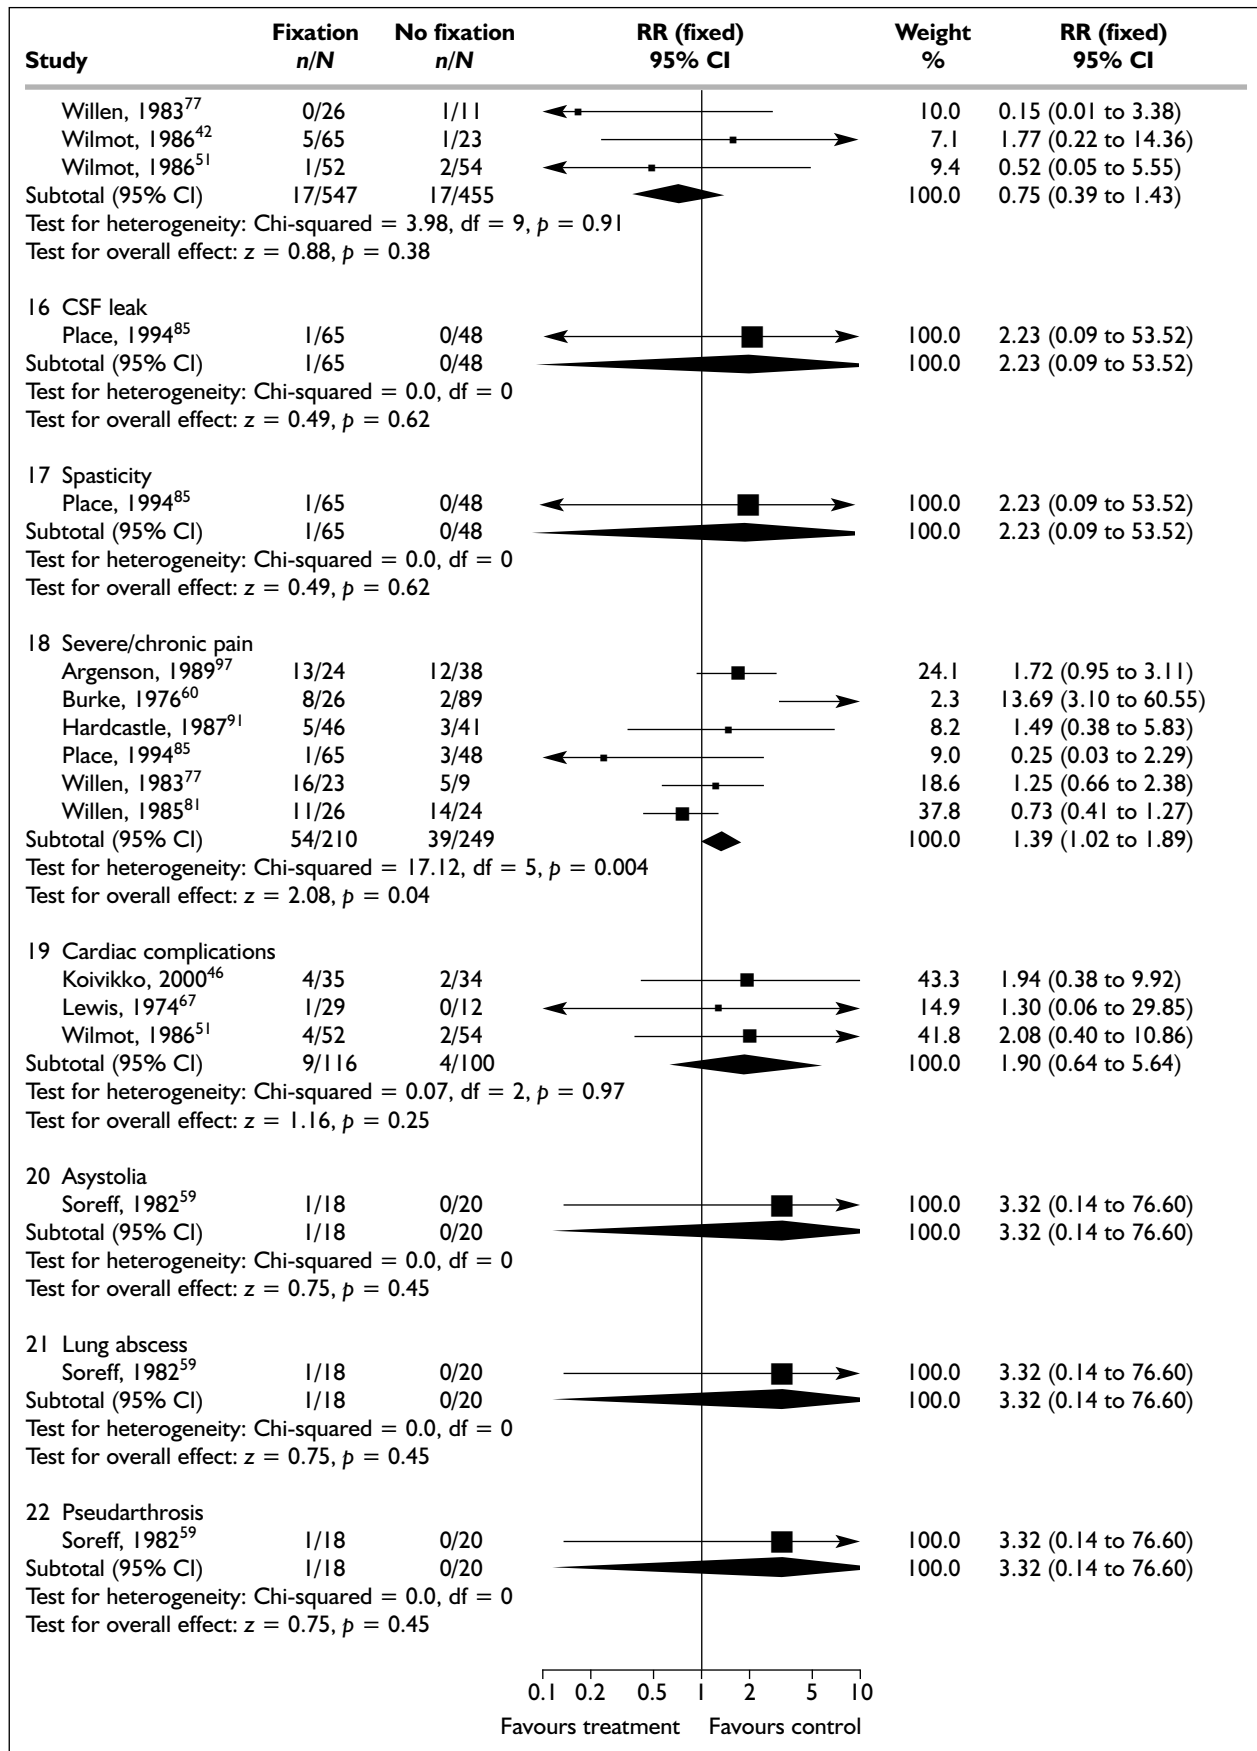 Fixation No fixation RR (fixed) Weight RR (fixed)
Study n/N n/N 95% CI % 95% CI
Willen, 1983⁷⁷ 0/26 1/11 10.0 0.15 (0.01 to 3.38)
Wilmot, 1986⁴² 5/65 1/23 7.1 1.77 (0.22 to 14.36)
Wilmot, 1986⁵¹ 1/52 2/54 9.4 0.52 (0.05 to 5.55)
Subtotal (95% CI) 17/547 17/455 100.0 0.75 (0.39 to 1.43)
Test for heterogeneity: Chi-squared = 3.98, df = 9, p = 0.91
Test for overall effect: z = 0.88, p = 0.38
16 CSF leak
Place, 1994⁸⁵ 1/65 0/48 100.0 2.23 (0.09 to 53.52)
Subtotal (95% CI) 1/65 0/48 100.0 2.23 (0.09 to 53.52)
Test for heterogeneity: Chi-squared = 0.0, df = 0
Test for overall effect: z = 0.49, p = 0.62
17 Spasticity
Place, 1994⁸⁵ 1/65 0/48 100.0 2.23 (0.09 to 53.52)
Subtotal (95% CI) 1/65 0/48 100.0 2.23 (0.09 to 53.52)
Test for heterogeneity: Chi-squared = 0.0, df = 0
Test for overall effect: z = 0.49, p = 0.62
18 Severe/chronic pain
Argenson, 1989⁹⁷ 13/24 12/38 24.1 1.72 (0.95 to 3.11)
Burke, 1976⁶⁰ 8/26 2/89 2.3 13.69 (3.10 to 60.55)
Hardcastle, 1987⁹¹ 5/46 3/41 8.2 1.49 (0.38 to 5.83)
Place, 1994⁸⁵ 1/65 3/48 9.0 0.25 (0.03 to 2.29)
Willen, 1983⁷⁷ 16/23 5/9 18.6 1.25 (0.66 to 2.38)
Willen, 1985⁸¹ 11/26 14/24 37.8 0.73 (0.41 to 1.27)
Subtotal (95% CI) 54/210 39/249 100.0 1.39 (1.02 to 1.89)
Test for heterogeneity: Chi-squared = 17.12, df = 5, p = 0.004
Test for overall effect: z = 2.08, p = 0.04
19 Cardiac complications
Koivikko, 2000⁴⁶ 4/35 2/34 43.3 1.94 (0.38 to 9.92)
Lewis, 1974⁶⁷ 1/29 0/12 14.9 1.30 (0.06 to 29.85)
Wilmot, 1986⁵¹ 4/52 2/54 41.8 2.08 (0.40 to 10.86)
Subtotal (95% CI) 9/116 4/100 100.0 1.90 (0.64 to 5.64)
Test for heterogeneity: Chi-squared = 0.07, df = 2, p = 0.97
Test for overall effect: z = 1.16, p = 0.25
20 Asystolia
Soreff, 1982⁵⁹ 1/18 0/20 100.0 3.32 (0.14 to 76.60)
Subtotal (95% CI) 1/18 0/20 100.0 3.32 (0.14 to 76.60)
Test for heterogeneity: Chi-squared = 0.0, df = 0
Test for overall effect: z = 0.75, p = 0.45
21 Lung abscess
Soreff, 1982⁵⁹ 1/18 0/20 100.0 3.32 (0.14 to 76.60)
Subtotal (95% CI) 1/18 0/20 100.0 3.32 (0.14 to 76.60)
Test for heterogeneity: Chi-squared = 0.0, df = 0
Test for overall effect: z = 0.75, p = 0.45
22 Pseudarthrosis
Soreff, 1982⁵⁹ 1/18 0/20 100.0 3.32 (0.14 to 76.60)
Subtotal (95% CI) 1/18 0/20 100.0 3.32 (0.14 to 76.60)
Test for heterogeneity: Chi-squared = 0.0, df = 0
Test for overall effect: z = 0.75, p = 0.45
0.1 0.2 0.5 1 2 5 10
Favours treatment Favours control